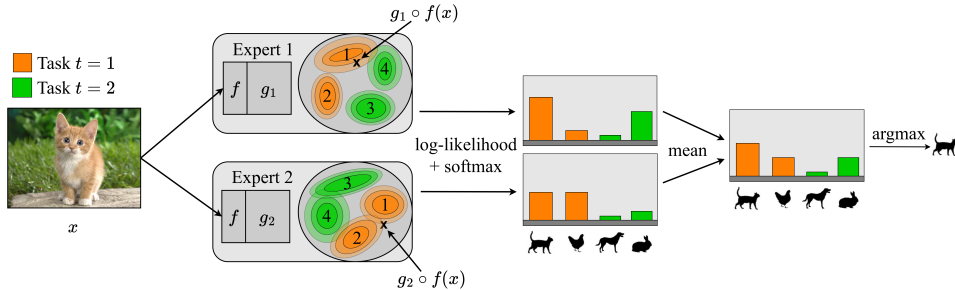 g₁ ∘ f(x)
Task t = 1
Task t = 2
x
Expert 1
f
g₁
1
4
2
3
Expert 2
f
g₂
3
1
4
2
g₂ ∘ f(x)
log-likelihood
+ softmax
mean
argmax